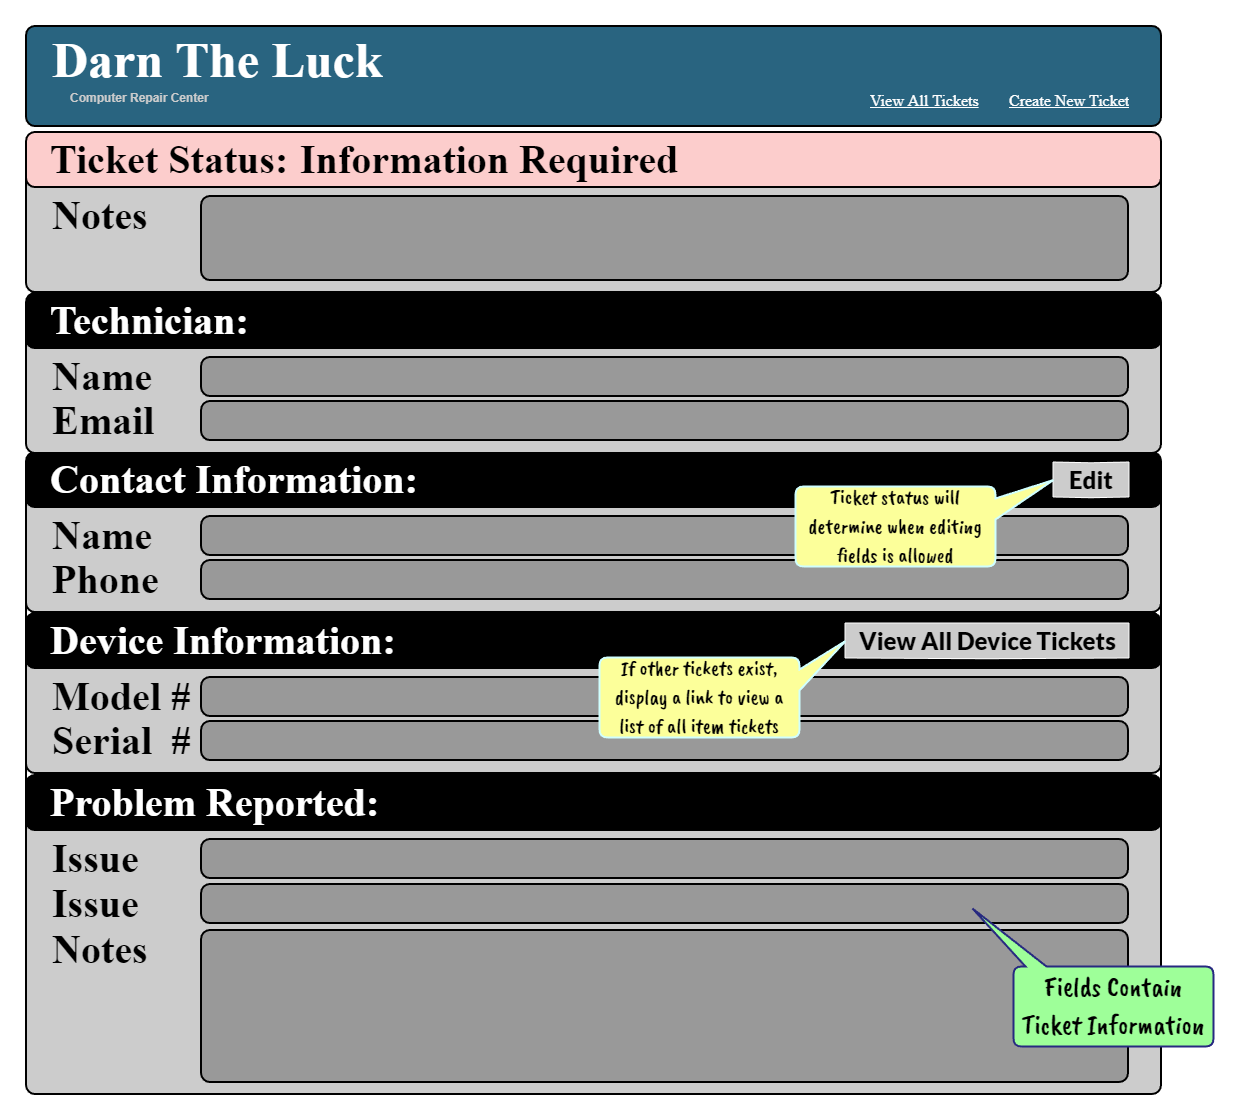 Darn The Luck
Computer Repair Center
View All Tickets
Create New Ticket
Ticket Status: Information Required
Notes
Technician:
Name
Email
Contact Information:
Edit
Ticket status will
determine when editing
fields is allowed
Name
Phone
Device Information:
View All Device Tickets
If other tickets exist,
display a link to view a
list of all item tickets
Model #
Serial #
Problem Reported:
Issue
Issue
Notes
Fields Contain
Ticket Information